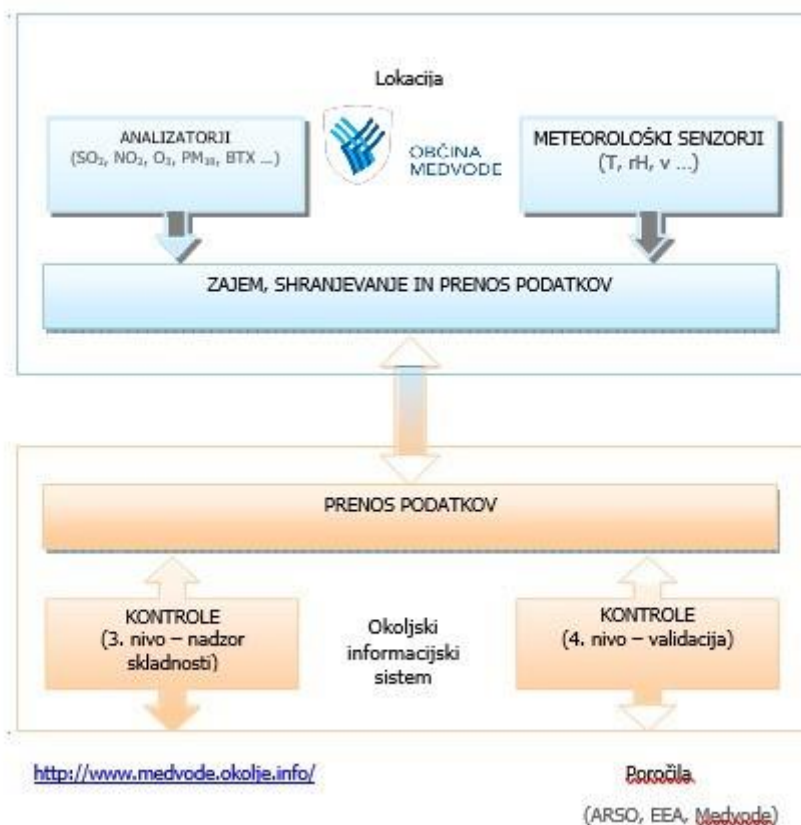 Lokacija
ANALIZATORJI
(SO₂, NO₂, O₃, PM₁₀, BTX ...)
OBČINA
MEDVODE
METEOROLOŠKI SENZORJI
(T, rH, v ...)
ZAJEM, SHRANJEVANJE IN PRENOS PODATKOV
PRENOS PODATKOV
KONTROLE
(3. nivo – nadzor
skladnosti)
Okoljski
informacijski
sistem
KONTROLE
(4. nivo – validacija)
http://www.medvode.okolje.info/
Poročila
(ARSO, EEA, Medvode)